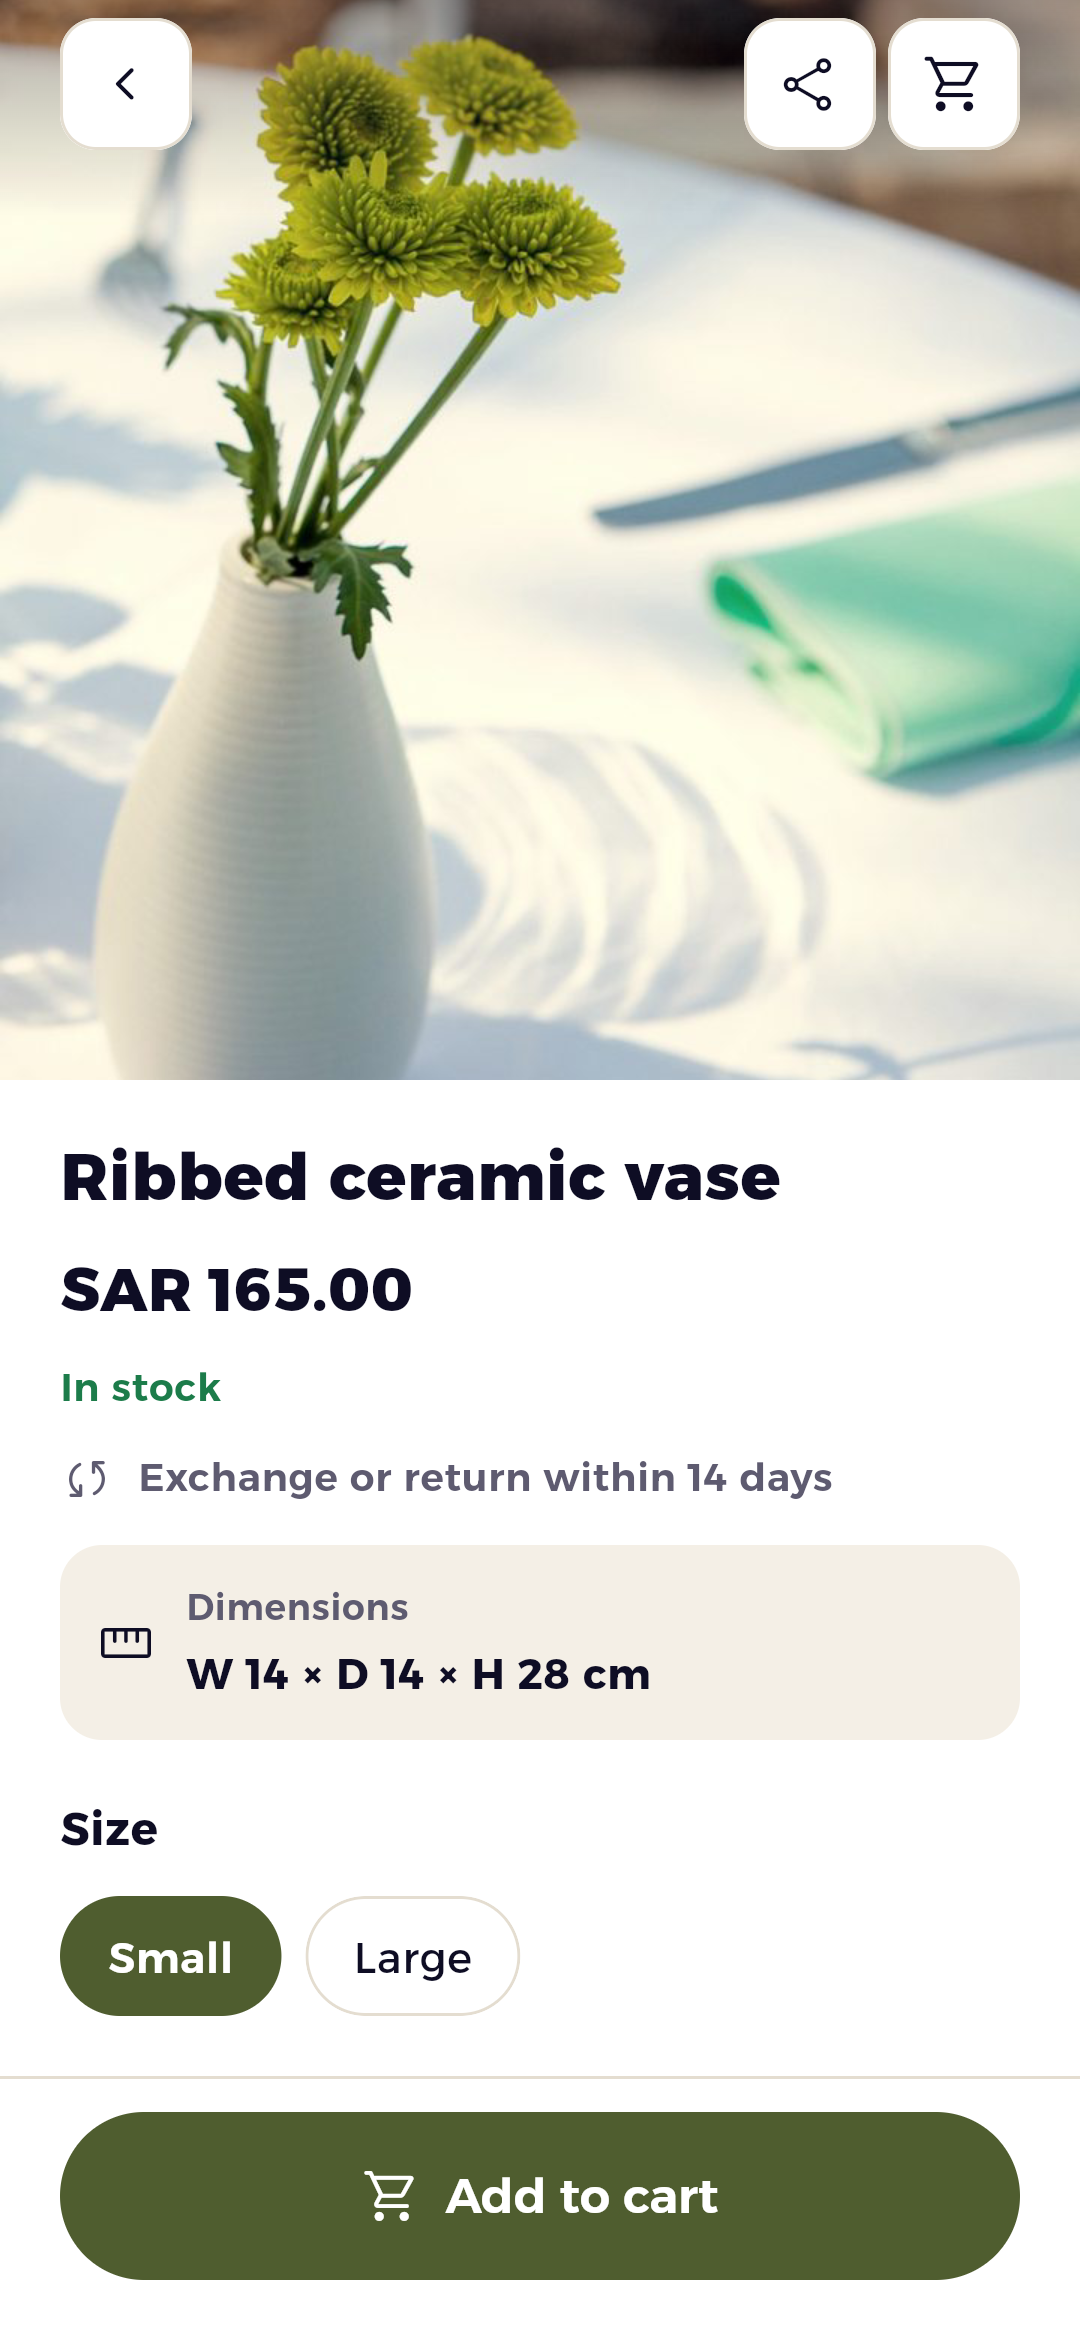 Ribbed ceramic vase
SAR 165.00
In stock
Exchange or return within 14 days
Dimensions
W 14 × D 14 × H 28 cm
Size
Small
Large
Add to cart